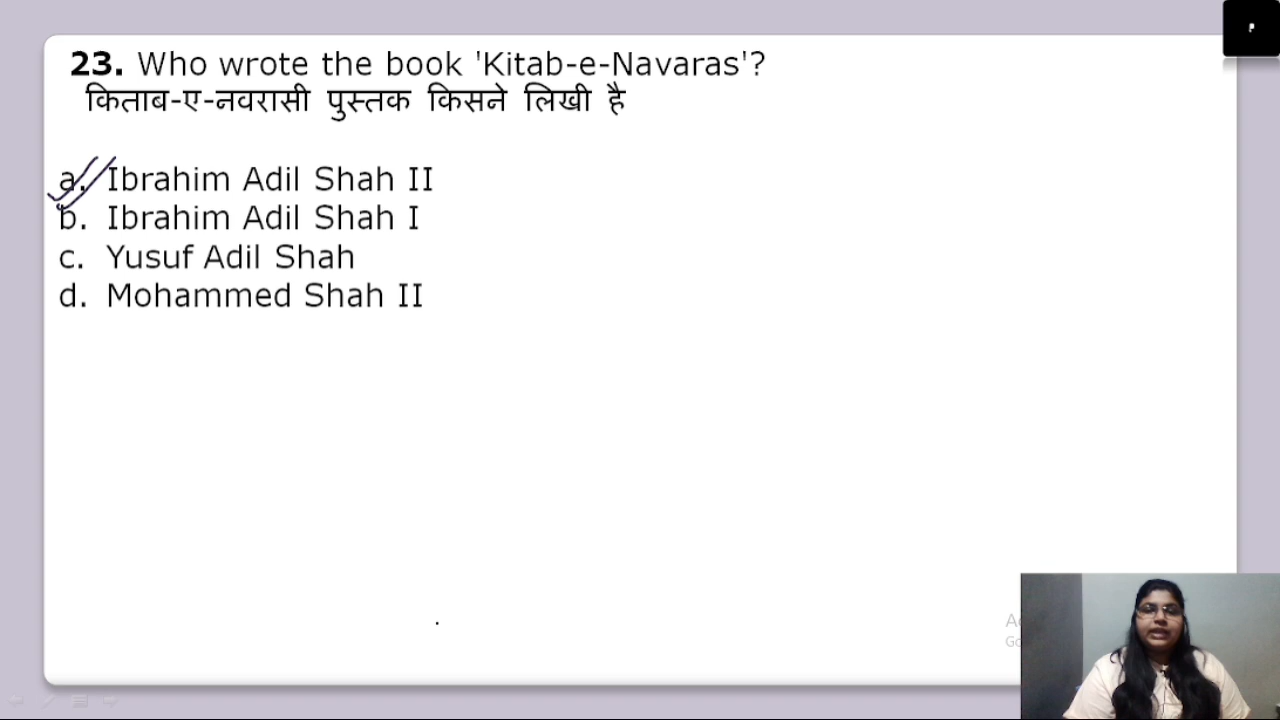 23. Who wrote the book 'Kitab-e-Navaras'?
किताब-ए-नवरासी पुस्तक किसने लिखी है
a. Ibrahim Adil Shah II
b. Ibrahim Adil Shah I
c. Yusuf Adil Shah
d. Mohammed Shah II